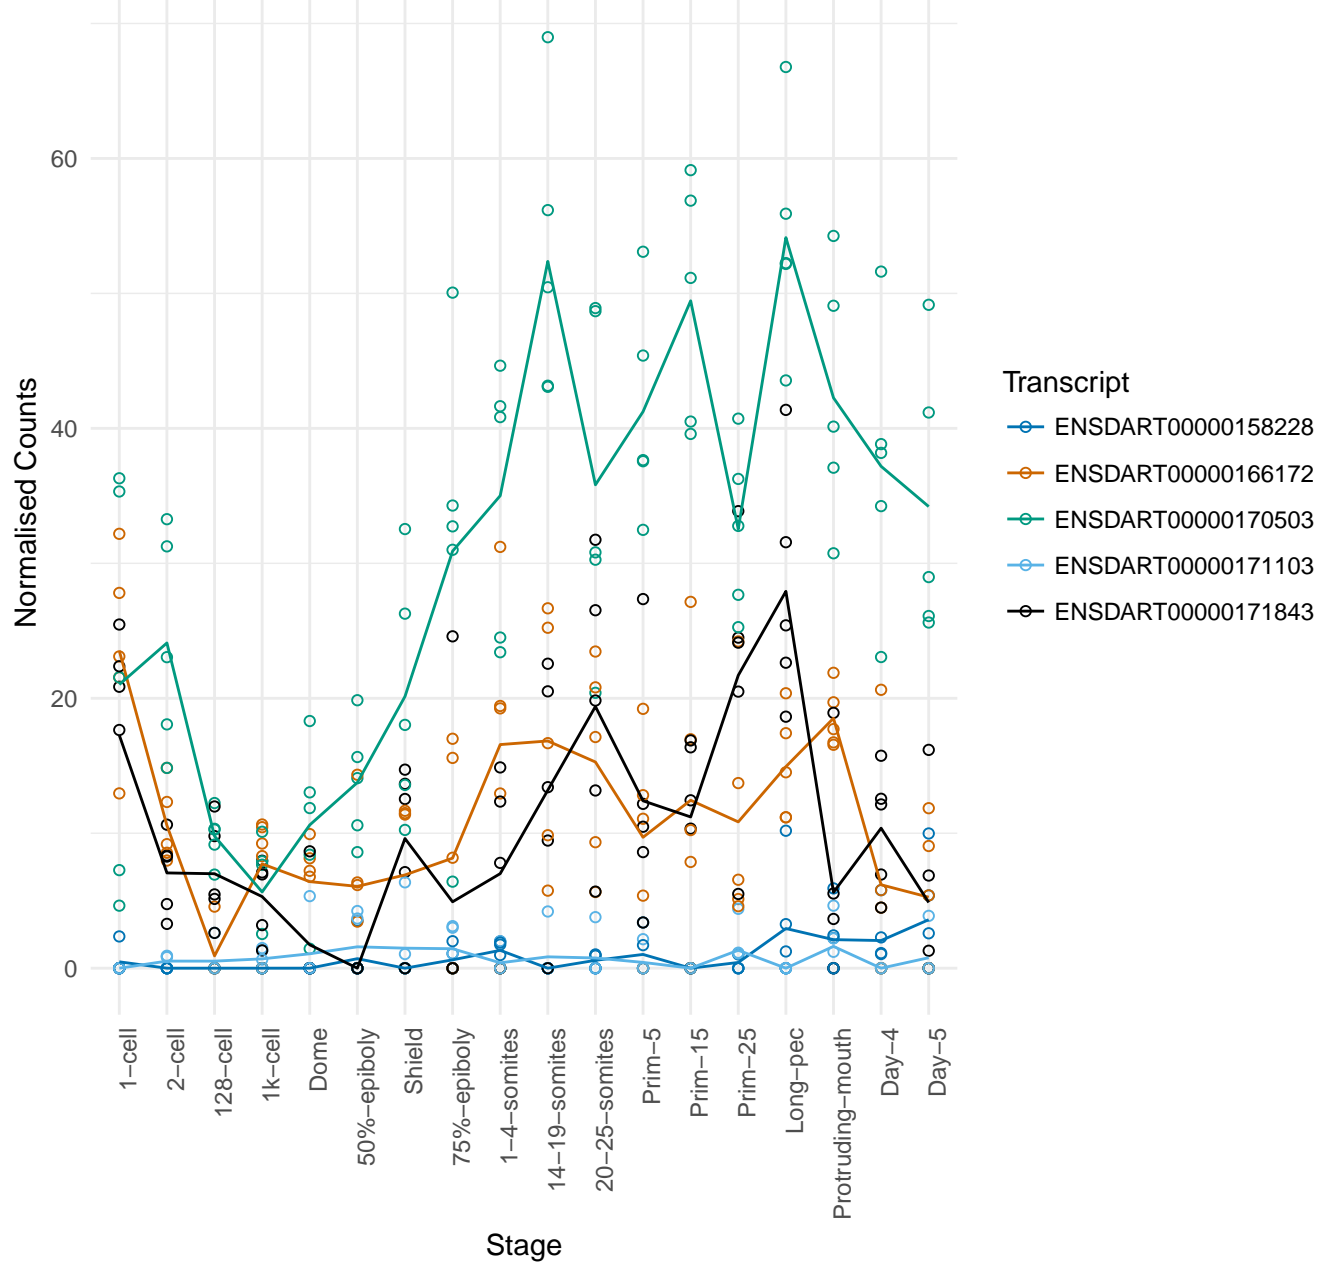 60
40
20
0
Normalised Counts
1−cell
2−cell
128−cell
1k−cell
Dome
50%−epiboly
Shield
75%−epiboly
1−4−somites
14−19−somites
20−25−somites
Prim−5
Prim−15
Prim−25
Long−pec
Protruding−mouth
Day−4
Day−5
Stage
Transcript
ENSDART00000158228
ENSDART00000166172
ENSDART00000170503
ENSDART00000171103
ENSDART00000171843